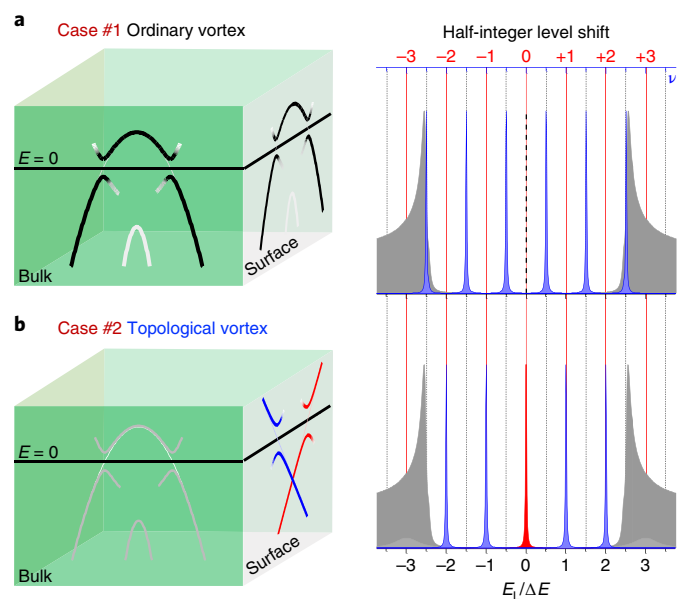 a
Case #1 Ordinary vortex
Half-integer level shift
−3 −2 −1 0 +1 +2 +3
ν
E = 0
Bulk
Surface
b
Case #2 Topological vortex
E = 0
Bulk
Surface
−3 −2 −1 0 1 2 3
E_L/ΔE